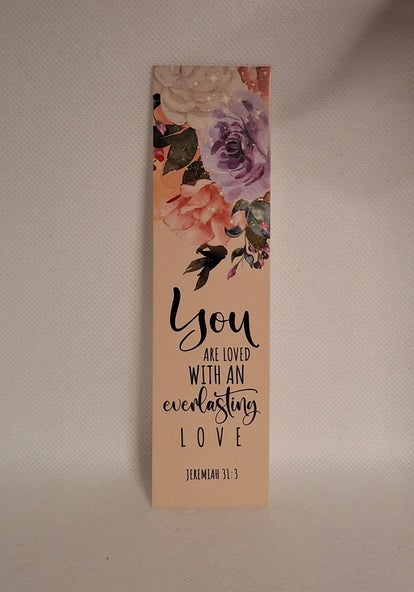 You
ARE LOVED
WITH AN
everlasting
LOVE
JEREMIAH 31:3